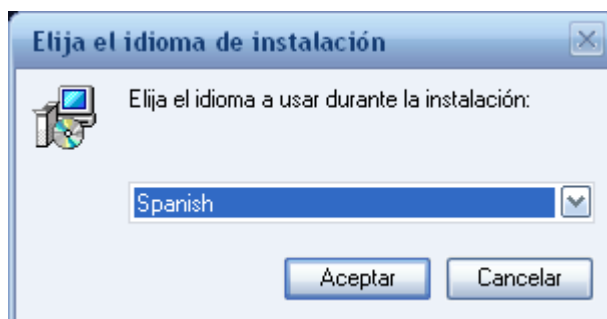 Elija el idioma de instalación
Elija el idioma a usar durante la instalación:
Spanish
Aceptar
Cancelar